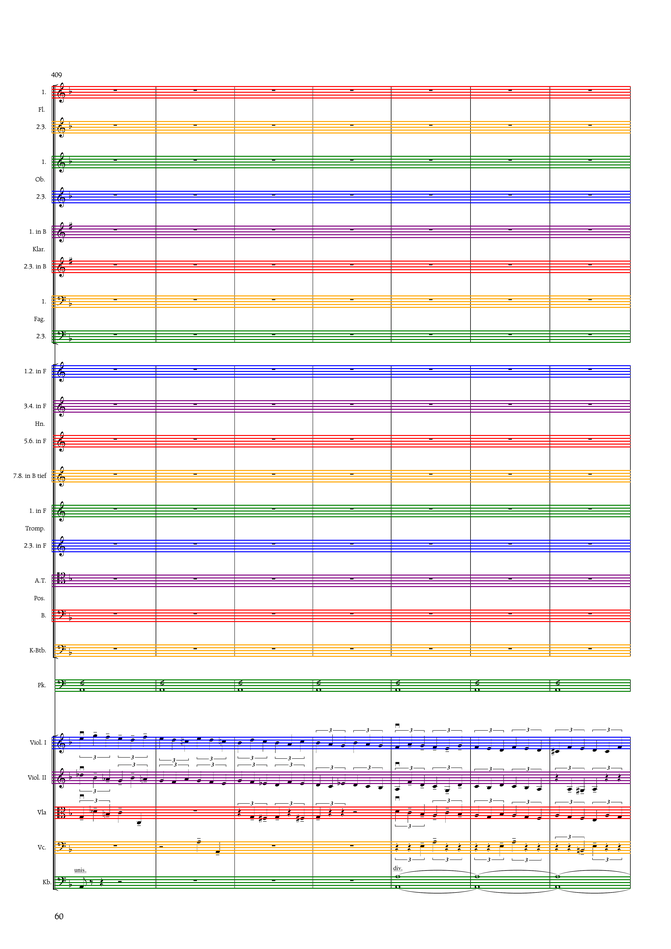 409
1.
Fl.
2.3.
1.
Ob.
2.3.
1. in B
Klar.
2.3. in B
1.
Fag.
2.3.
1.2. in F
3.4. in F
Hn.
5.6. in F
7.8. in B tief
1. in F
Tromp.
2.3. in F
A.T.
Pos.
B.
K-Btb.
Pk.
Viol. I
Viol. II
Vla
Vc.
unis.
div.
Kb.
60